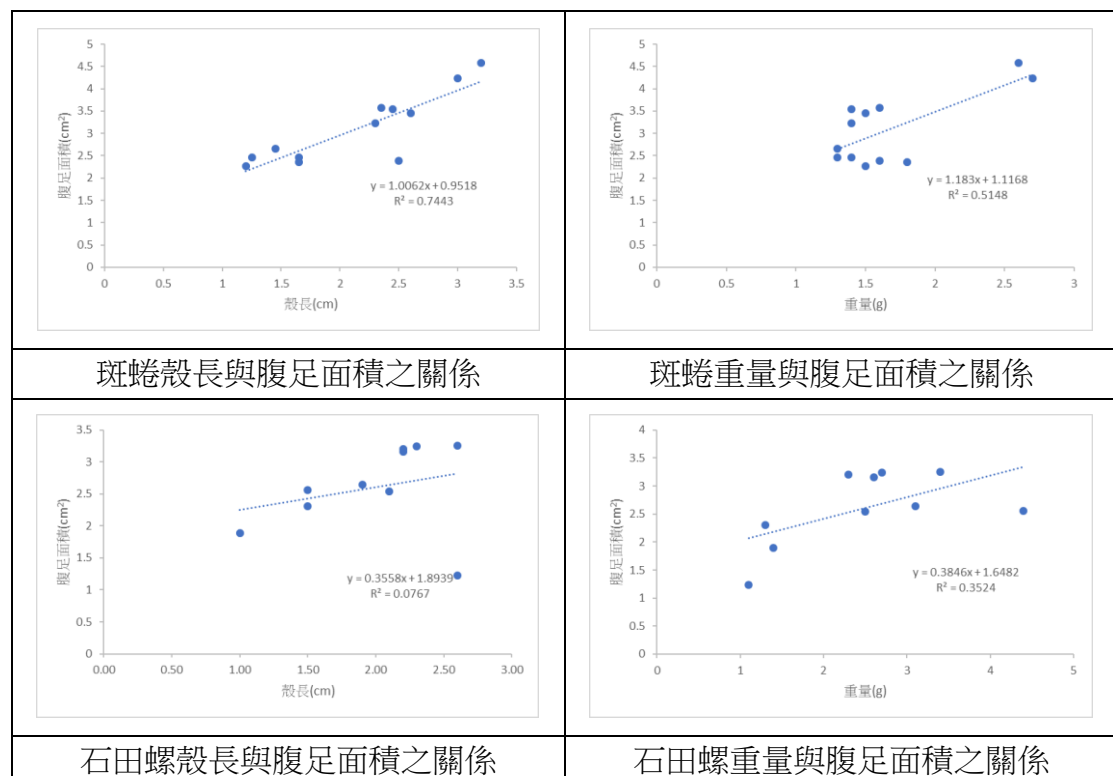 5
4.5
4
3.5
3
2.5
2
1.5
1
0.5
0
腹足面積(cm²)
y = 1.0062x + 0.9518
R² = 0.7443
0 0.5 1 1.5 2 2.5 3 3.5
殼長(cm)
5
4.5
4
3.5
3
2.5
2
1.5
1
0.5
0
腹足面積(cm²)
y = 1.183x + 1.1168
R² = 0.5148
0 0.5 1 1.5 2 2.5 3
重量(g)
斑蜷殼長與腹足面積之關係
斑蜷重量與腹足面積之關係
3.5
3
2.5
2
1.5
1
0.5
0
腹足面積(cm²)
y = 0.3558x + 1.8939
R² = 0.0767
0.00 0.50 1.00 1.50 2.00 2.50 3.00
殼長(cm)
4
3.5
3
2.5
2
1.5
1
0.5
0
腹足面積(cm²)
y = 0.3846x + 1.6482
R² = 0.3524
0 1 2 3 4 5
重量(g)
石田螺殼長與腹足面積之關係
石田螺重量與腹足面積之關係